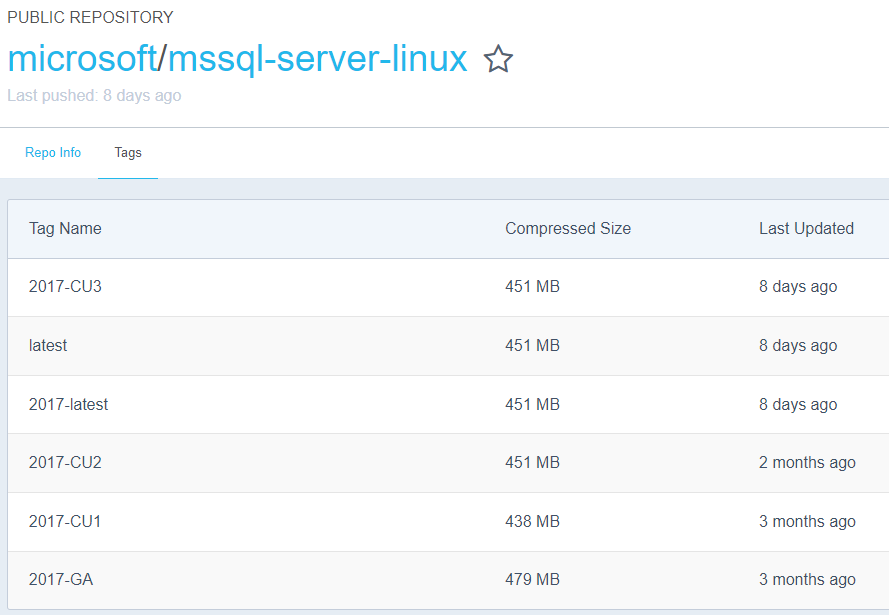 PUBLIC REPOSITORY
microsoft/mssql-server-linux
Last pushed: 8 days ago
Repo Info Tags
Tag Name Compressed Size Last Updated
2017-CU3 451 MB 8 days ago
latest 451 MB 8 days ago
2017-latest 451 MB 8 days ago
2017-CU2 451 MB 2 months ago
2017-CU1 438 MB 3 months ago
2017-GA 479 MB 3 months ago